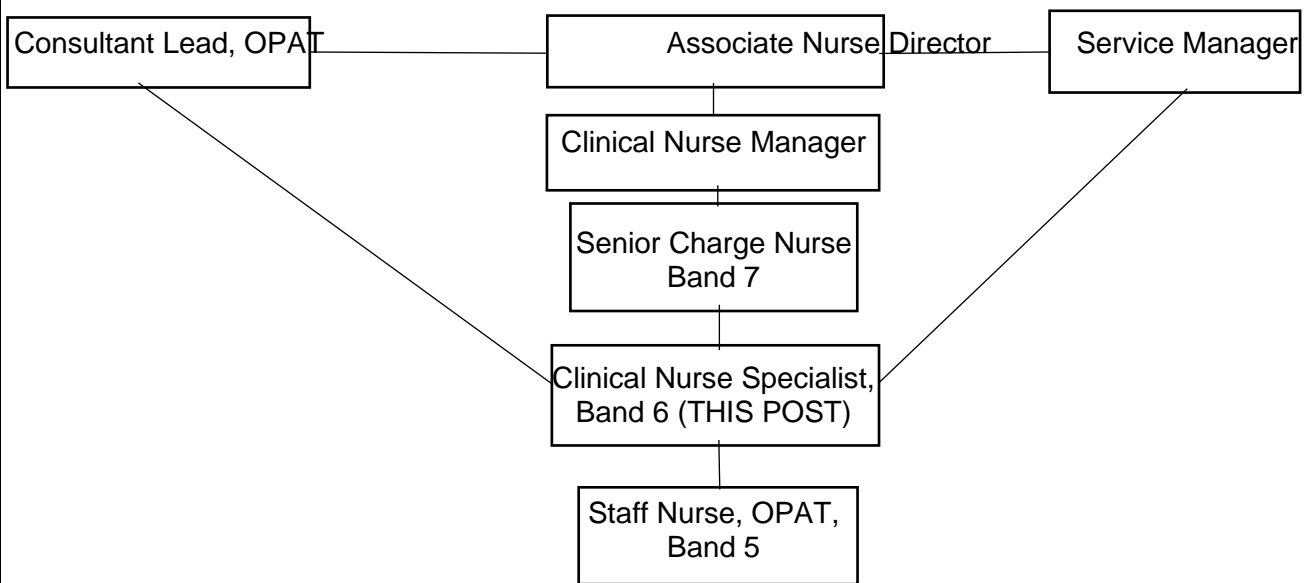 Consultant Lead, OPAT
Associate Nurse Director
Service Manager
Clinical Nurse Manager
Senior Charge Nurse
Band 7
Clinical Nurse Specialist,
Band 6 (THIS POST)
Staff Nurse, OPAT,
Band 5